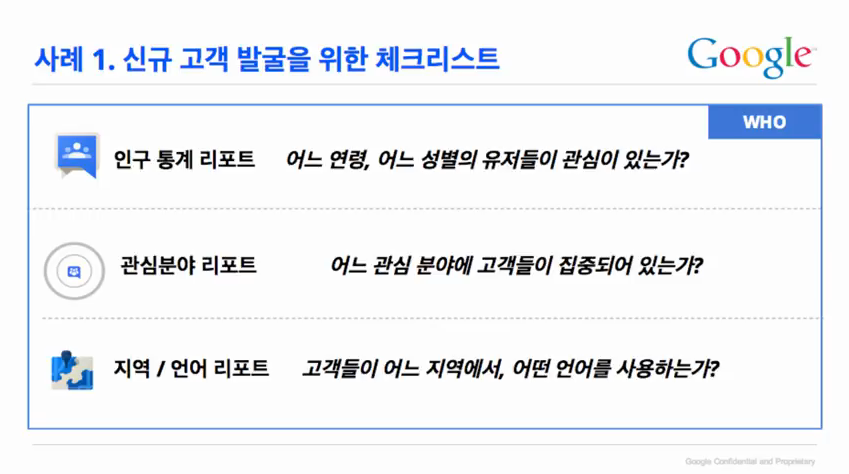 사례 1. 신규 고객 발굴을 위한 체크리스트
Google
WHO
인구 통계 리포트 어느 연령, 어느 성별의 유저들이 관심이 있는가?
관심분야 리포트 어느 관심 분야에 고객들이 집중되어 있는가?
지역 / 언어 리포트 고객들이 어느 지역에서, 어떤 언어를 사용하는가?
Google Confidential and Proprietary